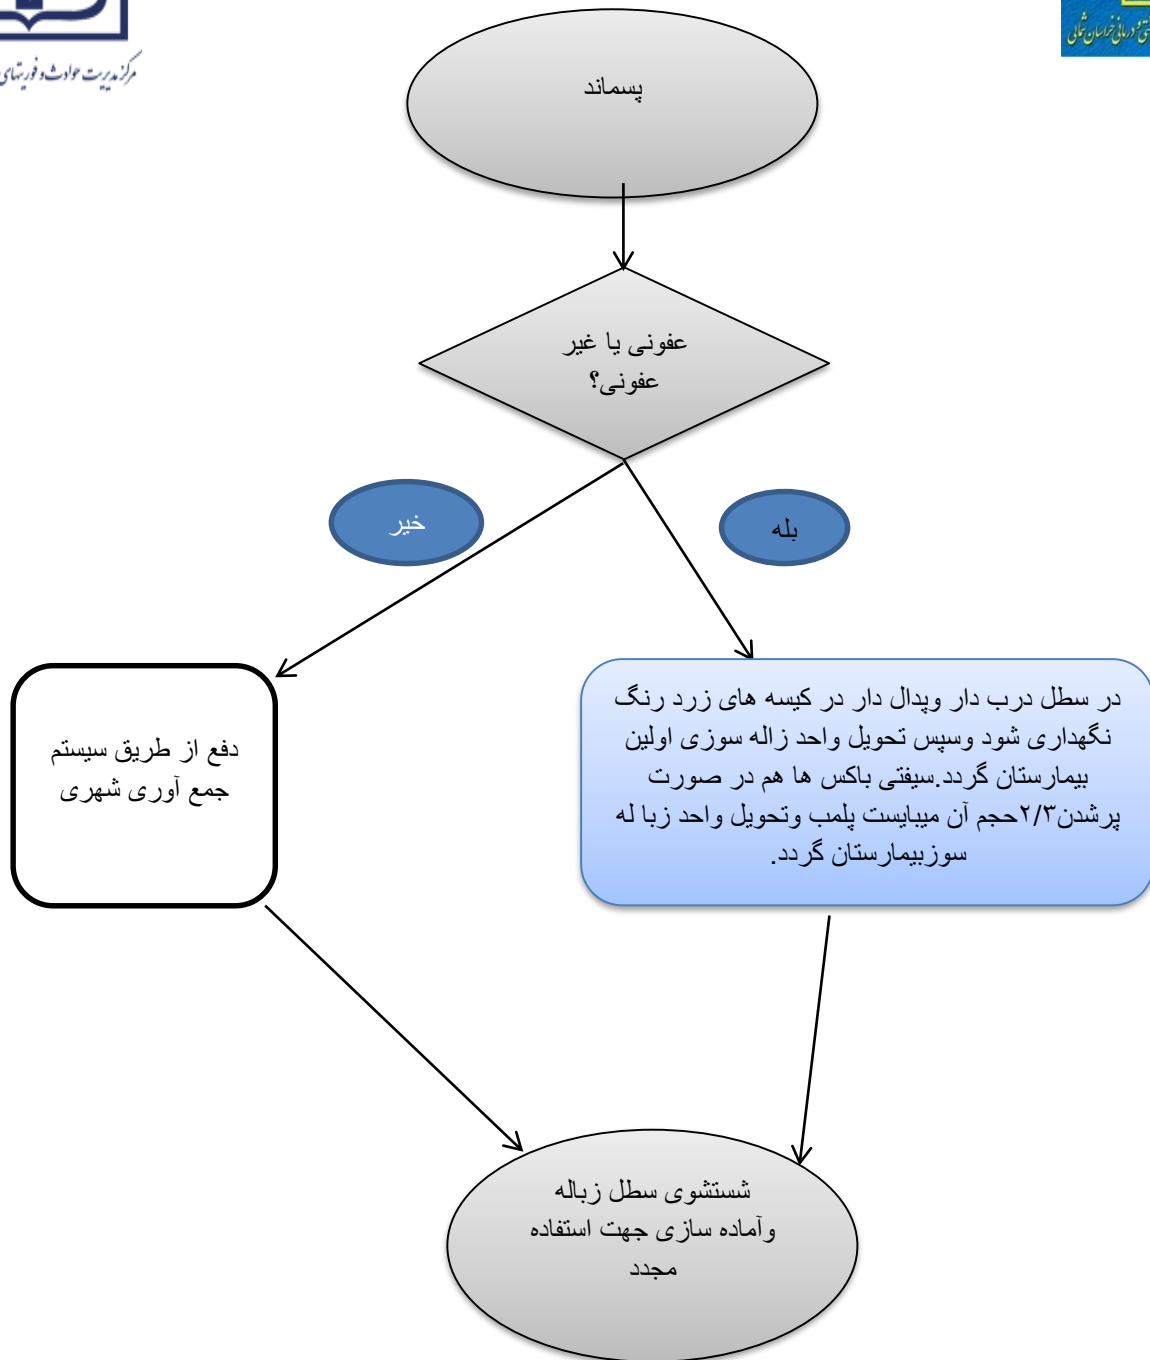 مرکز مدیریت حوادث و فوریتهای
پسماند
عفونی یا غیر
عفونی؟
خیر
بله
در سطل درب دار وپدال دار در کیسه های زرد رنگ
نگهداری شود وسپس تحویل واحد زاله سوزی اولین
بیمارستان گردد.سیفتی باکس ها هم در صورت
پرشدن۲/۳حجم آن میبایست پلمب وتحویل واحد زبا له
سوزبیمارستان گردد.
دفع از طریق سیستم
جمع آوری شهری
شستشوی سطل زباله
وآماده سازی جهت استفاده
مجدد